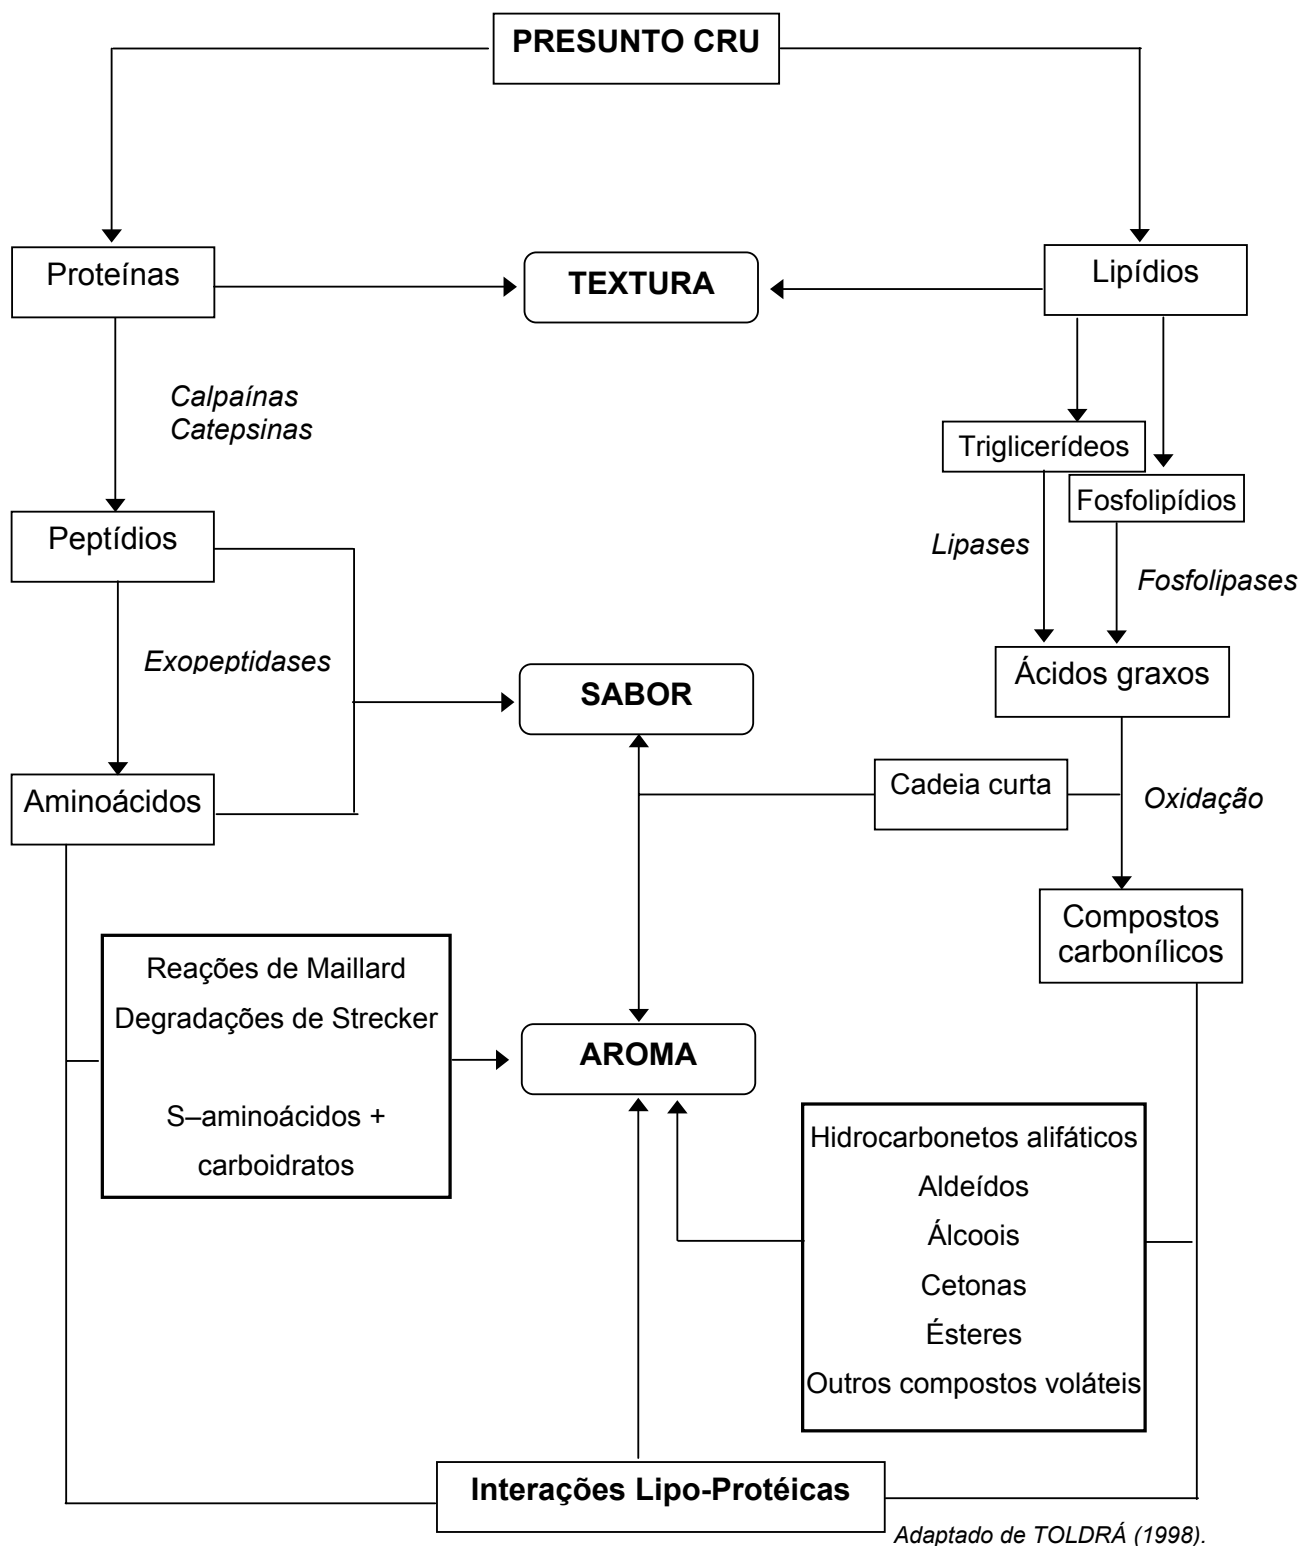 PRESUNTO CRU
Proteínas
TEXTURA
Lipídios
Calpaínas
Catepsinas
Triglicerídeos
Fosfolipídios
Peptídios
Lipases
Fosfolipases
Exopeptidases
SABOR
Ácidos graxos
Aminoácidos
Cadeia curta
Oxidação
Compostos
carbonílicos
Reações de Maillard
Degradações de Strecker
S–aminoácidos +
carboidratos
AROMA
Hidrocarbonetos alifáticos
Aldeídos
Álcoois
Cetonas
Ésteres
Outros compostos voláteis
Interações Lipo-Protéicas
Adaptado de TOLDRÁ (1998).